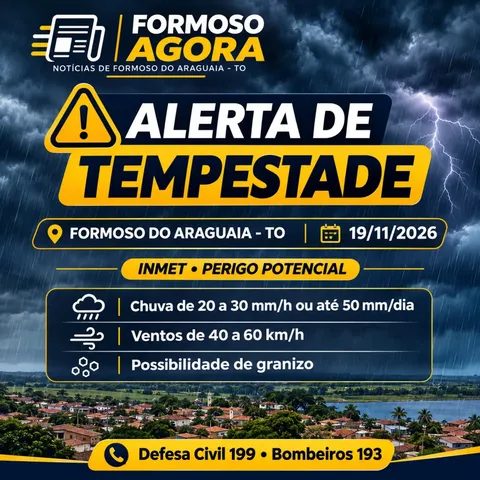 FORMOSO
AGORA
NOTÍCIAS DE FORMOSO DO ARAGUAIA - TO
ALERTA DE
TEMPESTADE
FORMOSO DO ARAGUAIA - TO
19/11/2026
INMET • PERIGO POTENCIAL
Chuva de 20 a 30 mm/h ou até 50 mm/dia
Ventos de 40 a 60 km/h
Possibilidade de granizo
Defesa Civil 199 • Bombeiros 193